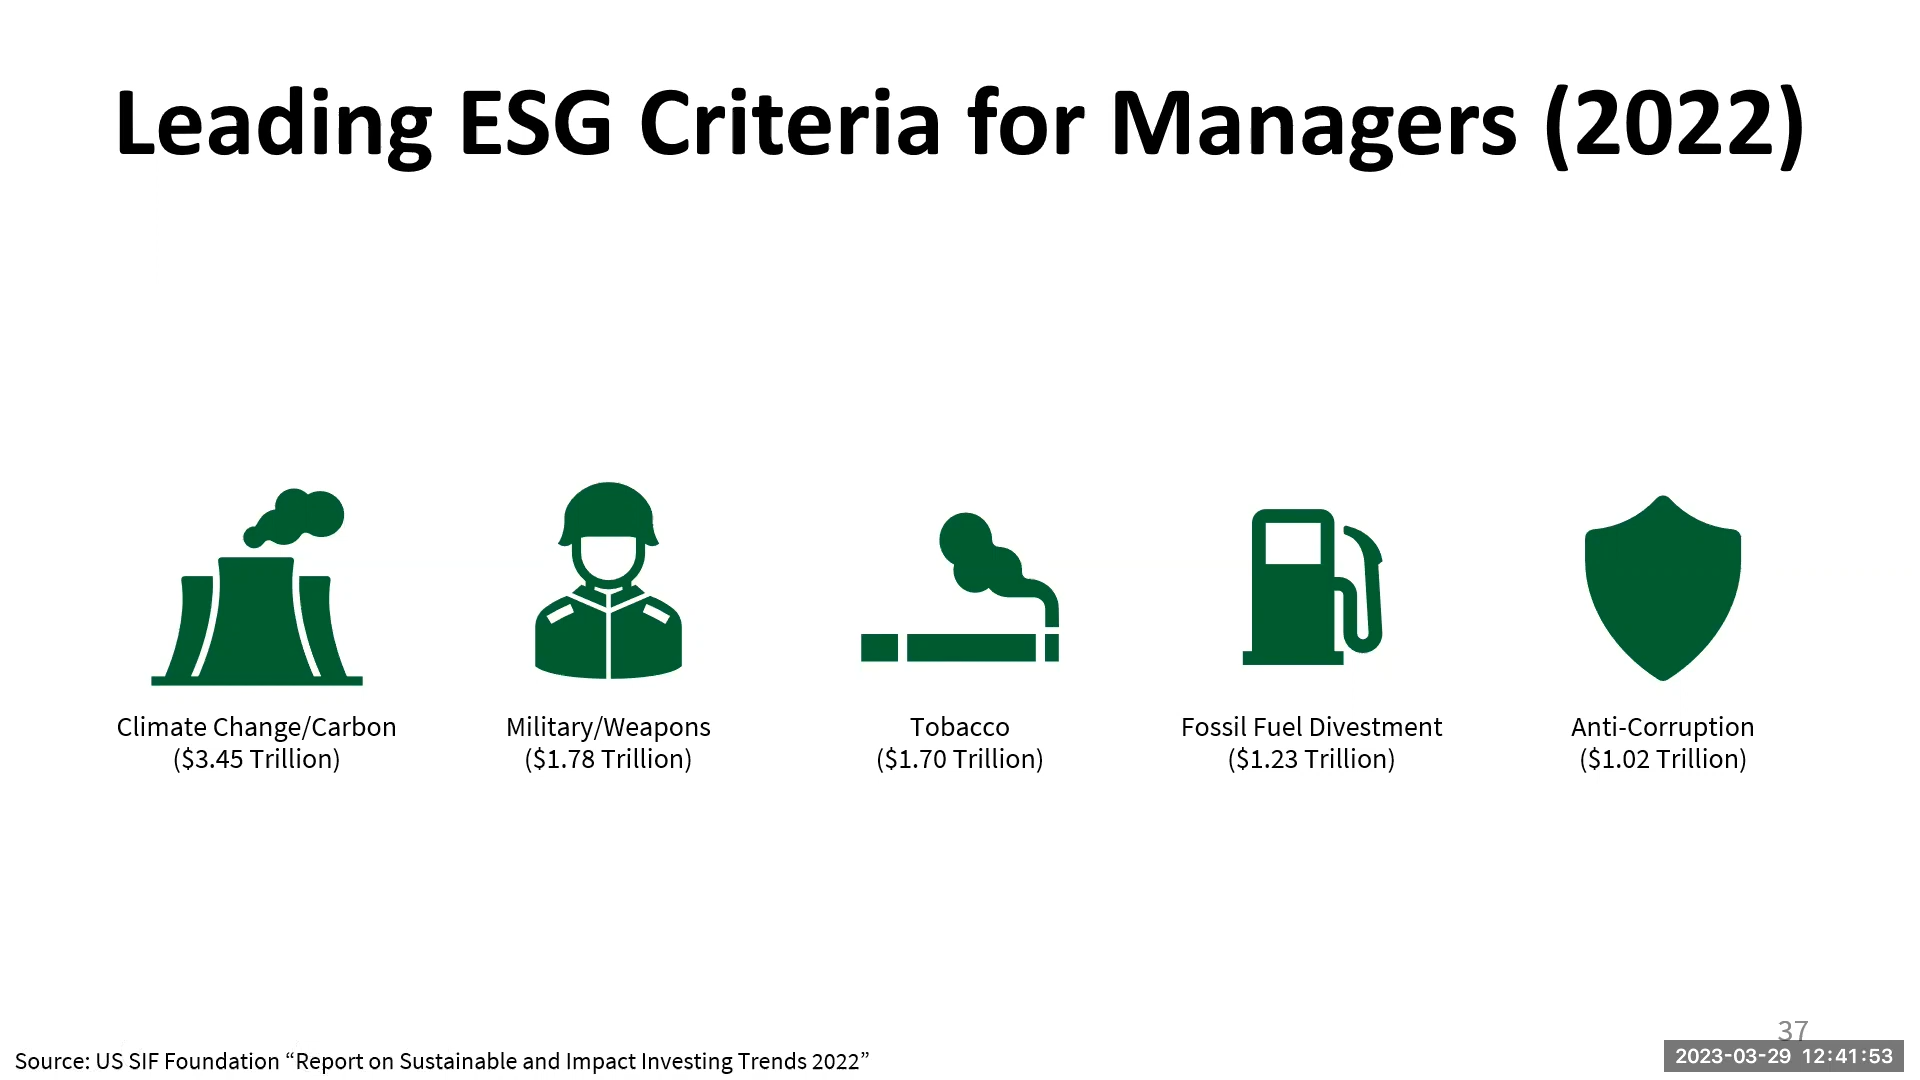 Leading ESG Criteria for Managers (2022)
Climate Change/Carbon
($3.45 Trillion)
Military/Weapons
($1.78 Trillion)
Tobacco
($1.70 Trillion)
Fossil Fuel Divestment
($1.23 Trillion)
Anti-Corruption
($1.02 Trillion)
37
Source: US SIF Foundation “Report on Sustainable and Impact Investing Trends 2022”
2023-03-29 12:41:53